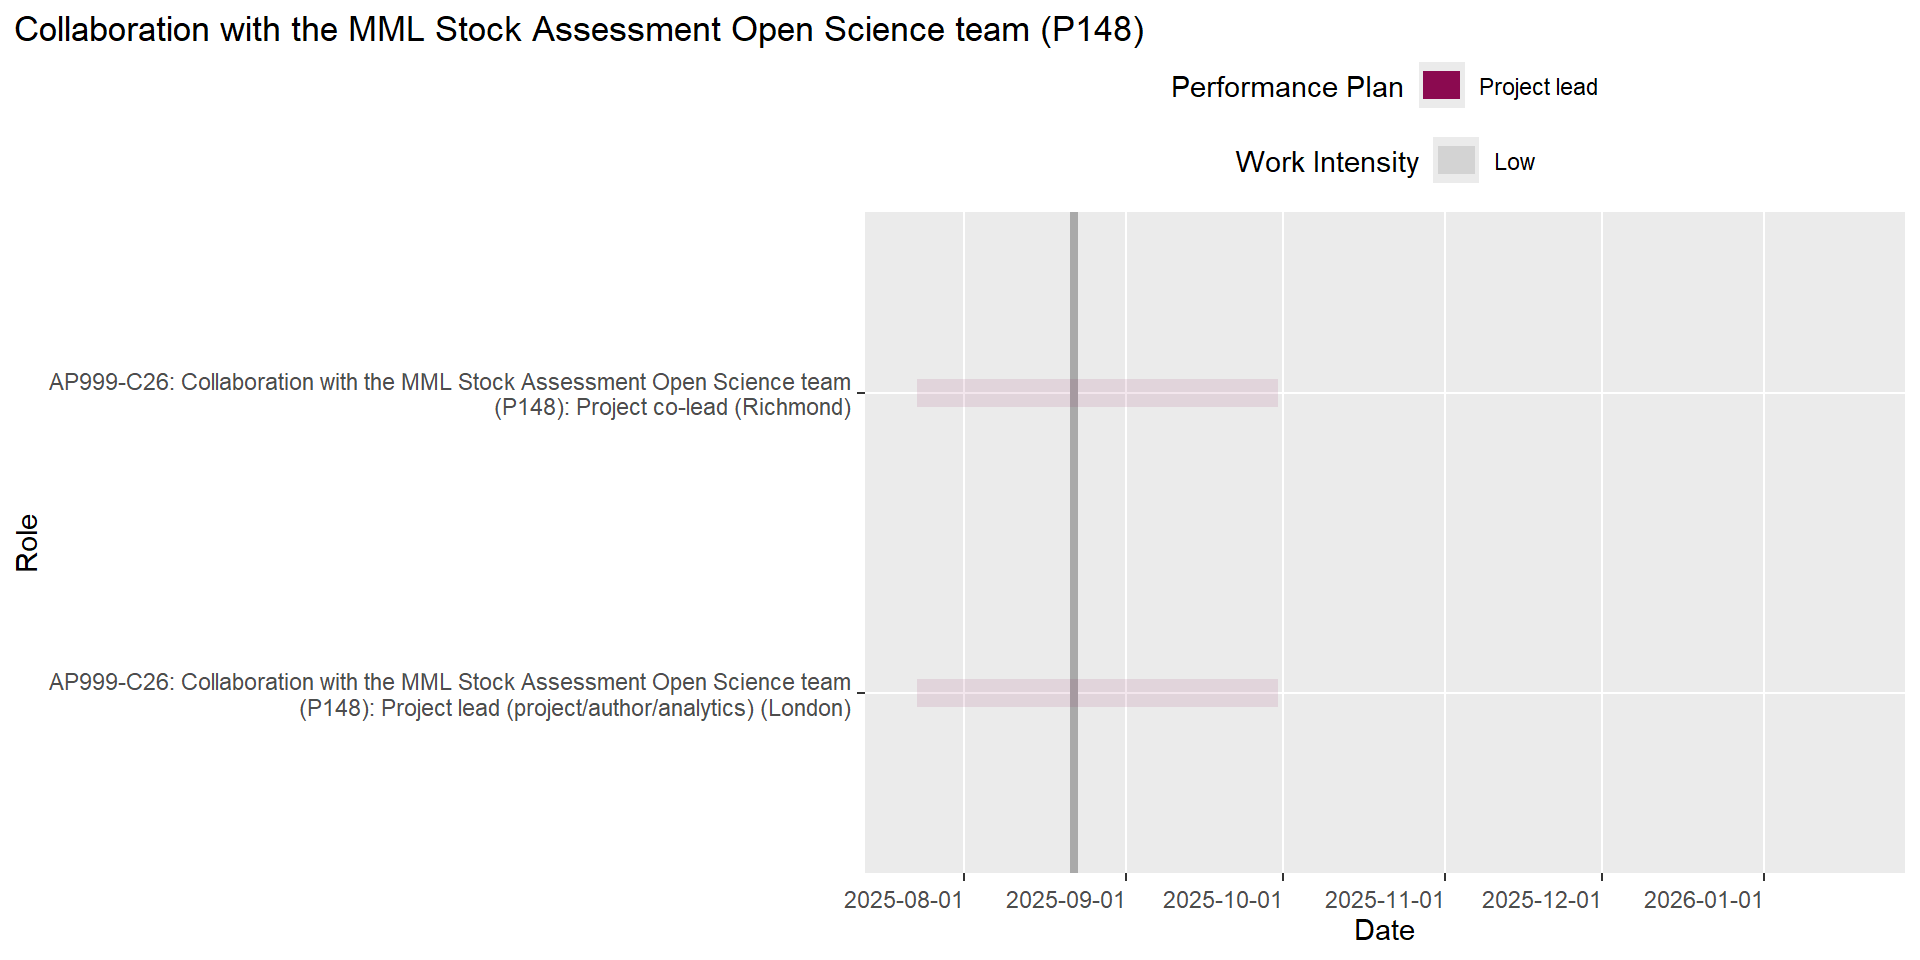 Collaboration with the MML Stock Assessment Open Science team (P148)
Performance Plan Project lead
Work Intensity Low
AP999-C26: Collaboration with the MML Stock Assessment Open Science team
(P148): Project co-lead (Richmond)
Role
AP999-C26: Collaboration with the MML Stock Assessment Open Science team
(P148): Project lead (project/author/analytics) (London)
2025-08-01 2025-09-01 2025-10-01 2025-11-01 2025-12-01 2026-01-01
Date